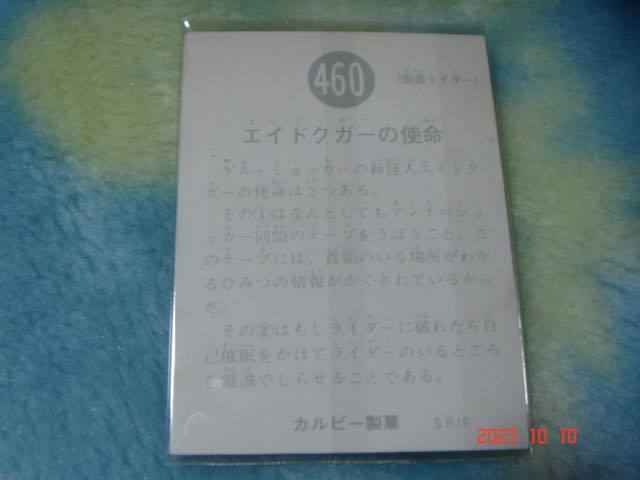 460
(仮面ライダー)
エイドクガーの使命
ゲル・ショッカーの新怪人エイドク
ガーの使命は2つある。
その①はなんとしてもアンチ=ショ
ッカー同盟のテープをうばうこと。こ
のテープには、首領のいる場所がわか
るひみつの情報がかくされているから
だ。
その②はもしライダーに破れたら自
己催眠をかけてライダーのいるところ
を電波でしらせることである。
カルビー製菓
S R19
2023 10 10